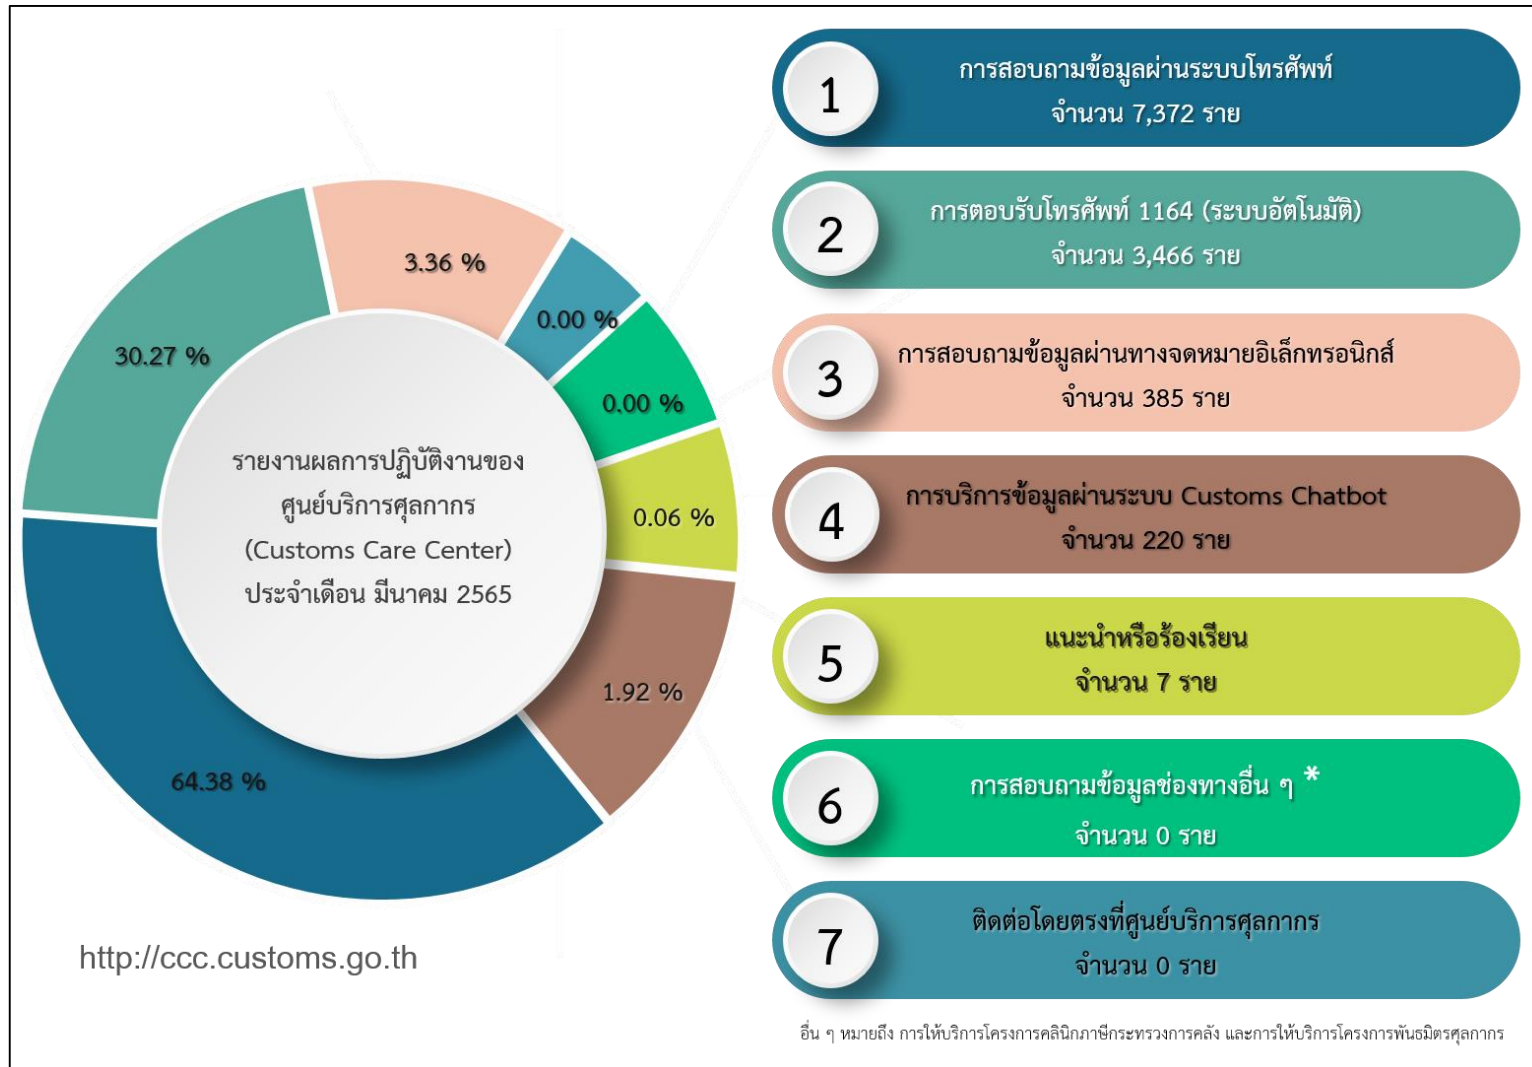 3.36 %
0.00 %
30.27 %
0.00 %
0.06 %
1.92 %
64.38 %
รายงานผลการปฏิบัติงานของ
ศูนย์บริการศุลกากร
(Customs Care Center)
ประจำเดือน มีนาคม 2565
http://ccc.customs.go.th
1
การสอบถามข้อมูลผ่านระบบโทรศัพท์
จำนวน 7,372 ราย
2
การตอบรับโทรศัพท์ 1164 (ระบบอัตโนมัติ)
จำนวน 3,466 ราย
3
การสอบถามข้อมูลผ่านทางจดหมายอิเล็กทรอนิกส์
จำนวน 385 ราย
4
การบริการข้อมูลผ่านระบบ Customs Chatbot
จำนวน 220 ราย
5
แนะนำหรือร้องเรียน
จำนวน 7 ราย
6
การสอบถามข้อมูลช่องทางอื่น ๆ *
จำนวน 0 ราย
7
ติดต่อโดยตรงที่ศูนย์บริการศุลกากร
จำนวน 0 ราย
อื่น ๆ หมายถึง การให้บริการโครงการคลินิกภาษีกระทรวงการคลัง และการให้บริการโครงการพันธมิตรศุลกากร